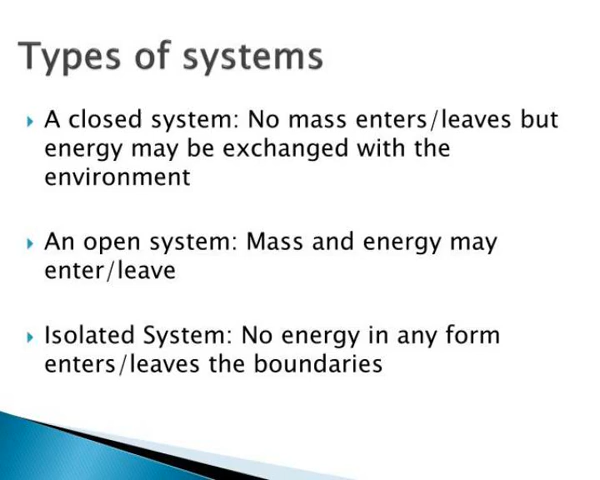 Types of systems
A closed system: No mass enters/leaves but
energy may be exchanged with the
environment
An open system: Mass and energy may
enter/leave
Isolated System: No energy in any form
enters/leaves the boundaries